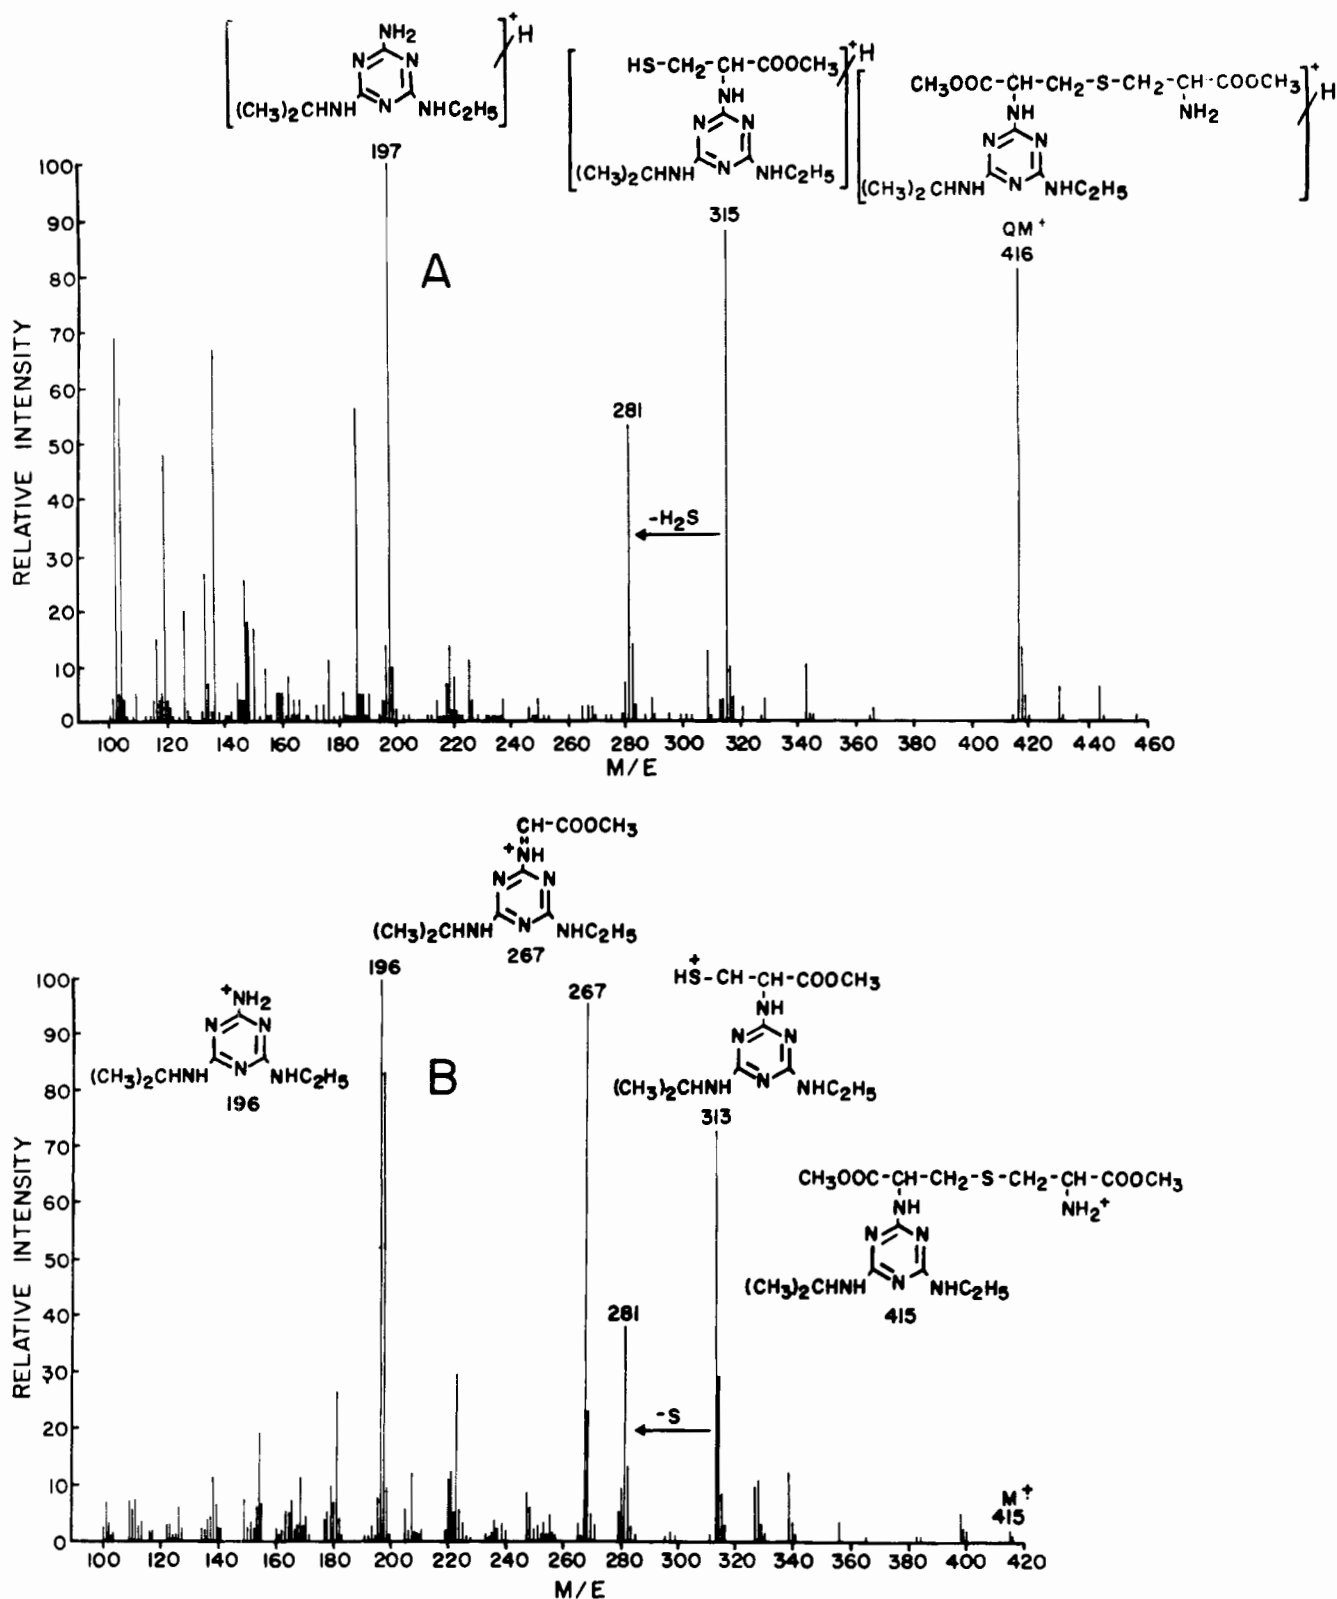 NH2
N N
(CH3)2CHNH N NHC2H5
+H
197
HS-CH2-CH-COOCH3
NH
N N
(CH3)2CHNH N NHC2H5
+H
315
CH3OOC-CH-CH2-S-CH2-CH-COOCH3
NH NH2
N N
(CH3)2CHNH N NHC2H5
+H
QM+
416
A
281
-H2S
RELATIVE INTENSITY
100
90
80
70
60
50
40
30
20
10
0
100 120 140 160 180 200 220 240 260 280 300 320 340 360 380 400 420 440 460
M/E
CH-COOCH3
+NH
N N
(CH3)2CHNH N NHC2H5
267
196
267
+NH2
N N
(CH3)2CHNH N NHC2H5
196
B
+
HS-CH-CH-COOCH3
NH
N N
(CH3)2CHNH N NHC2H5
313
CH3OOC-CH-CH2-S-CH2-CH-COOCH3
NH NH2+
N N
(CH3)2CHNH N NHC2H5
415
281
-S
M+
415
RELATIVE INTENSITY
100
90
80
70
60
50
40
30
20
10
0
100 120 140 160 180 200 220 240 260 280 300 320 340 360 380 400 420
M/E